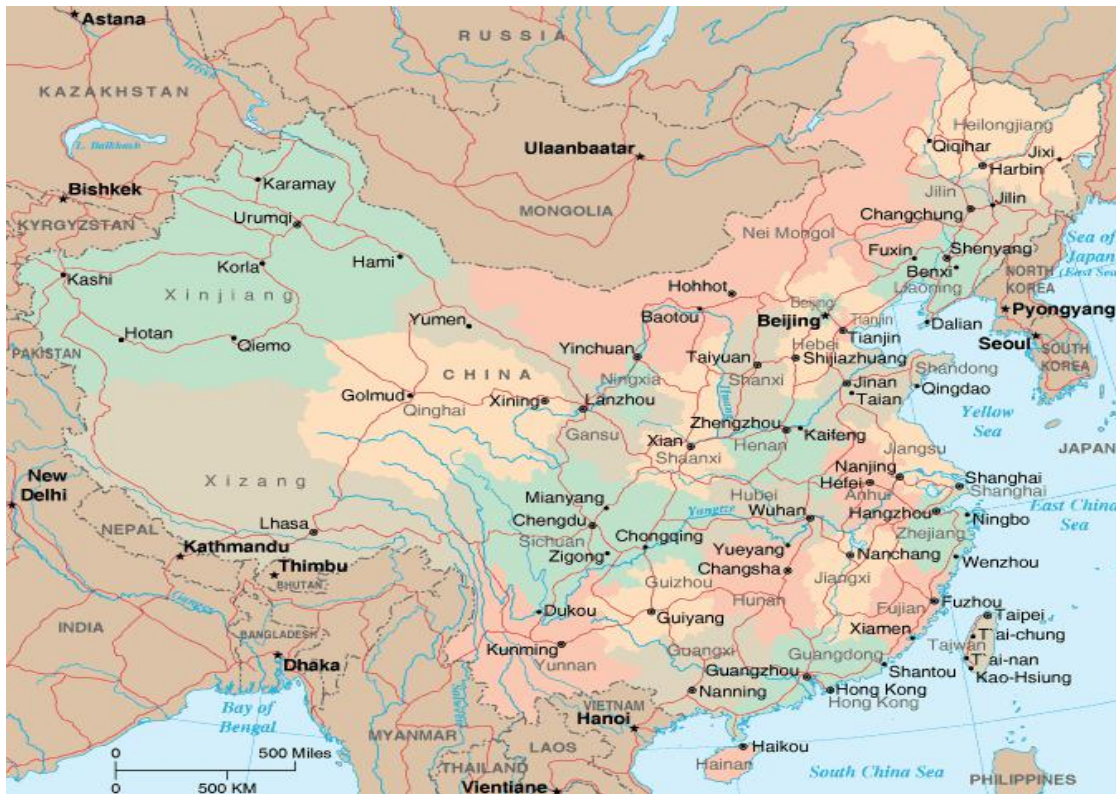 Astana
RUSSIA
KAZAKHSTAN
Irtysh
L. Balkhash
Ulaanbaatar
Heilongjiang
Qiqihar
Jixi
Harbin
Bishkek
Karamay
KYRGYZSTAN
MONGOLIA
Jilin
Jilin
Changchung
Urumqi
Nei Mongol
Sea of
Japan
(East Sea)
Fuxin
Shenyang
Benxi
Liaoning
Kashi
Korla
Hami
Xinjiang
NORTH
KOREA
Hohhot
Beijing
Beijing
Pyongyang
Baotou
Tianjin
Tianjin
Dalian
Yumen
Hotan
Qiemo
Seoul
PAKISTAN
Yinchuan
Taiyuan
Hebei
Shijiazhuang
SOUTH
KOREA
CHINA
Ningxia
Shanxi
Shandong
Jinan
Qingdao
Golmud
Qinghai
Xining
Lanzhou
Huang
Taian
Yellow
Sea
Gansu
Zhengzhou
Kaifeng
Xian
Henan
Shaanxi
Jiangsu
JAPAN
New
Delhi
Xizang
Nanjing
Hefei
Shanghai
Shanghai
Anhui
Mianyang
Hubei
Wuhan
Hangzhou
East China
Sea
Yangtze
Ningbo
Lhasa
Chengdu
Sichuan
Zhejiang
NEPAL
Kathmandu
Zigong
Chongqing
Yueyang
Nanchang
Wenzhou
Thimbu
BHUTAN
Changsha
Guizhou
Jiangxi
Ganges
Hunan
Dukou
Guiyang
Fujian
Fuzhou
Taipei
INDIA
BANGLADESH
Xiamen
T'ai-chung
Kunming
Yunnan
Guangxi
Guangdong
Taiwan
Dhaka
Guangzhou
Shantou
T'ai-nan
Kao-Hsiung
Nanning
Hong Kong
Hong Kong
Bay of
Bengal
VIETNAM
Hanoi
MYANMAR
LAOS
Haikou
Hainan
0
500 Miles
0
500 KM
THAILAND
Vientiane
South China Sea
PHILIPPINES